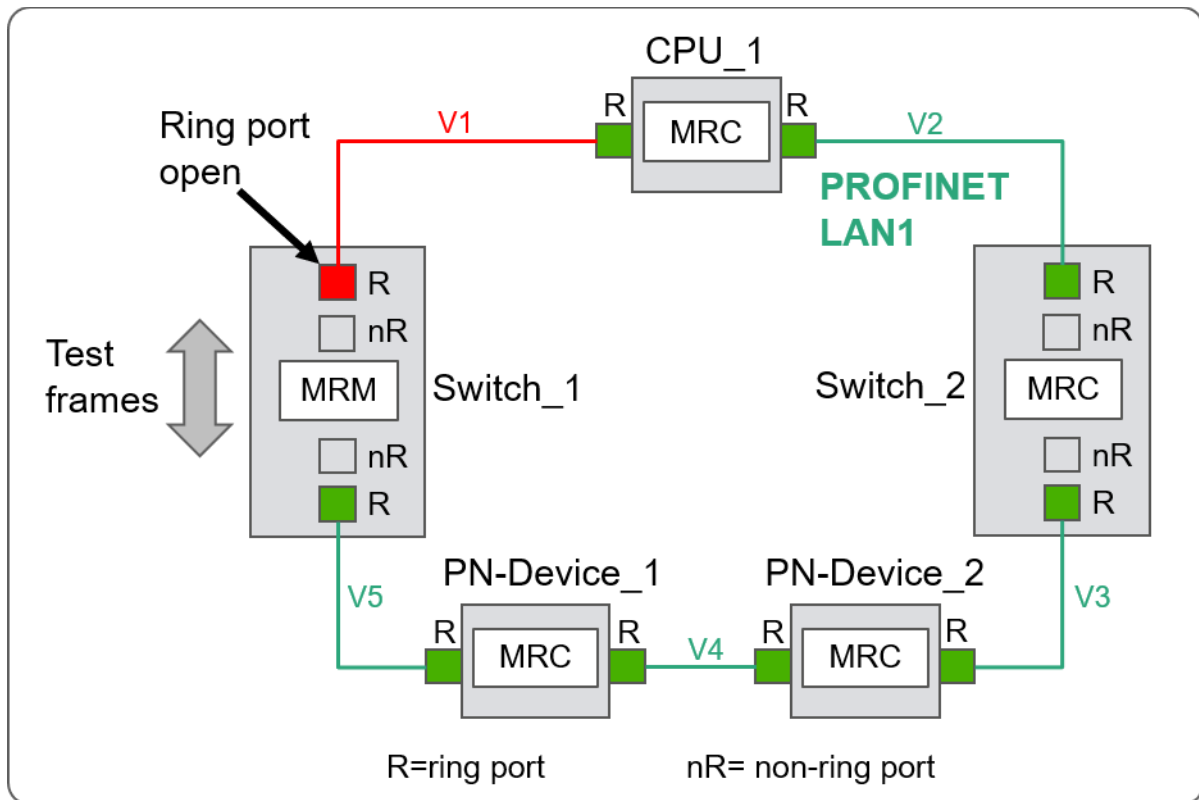 CPU_1
R
R
MRC
Ring port
open
V1
V2
PROFINET
LAN1
R
nR
MRM
Switch_1
nR
R
Test
frames
R
nR
Switch_2
MRC
nR
R
PN-Device_1
PN-Device_2
V5
R
MRC
R
V4
R
MRC
R
V3
R=ring port
nR= non-ring port